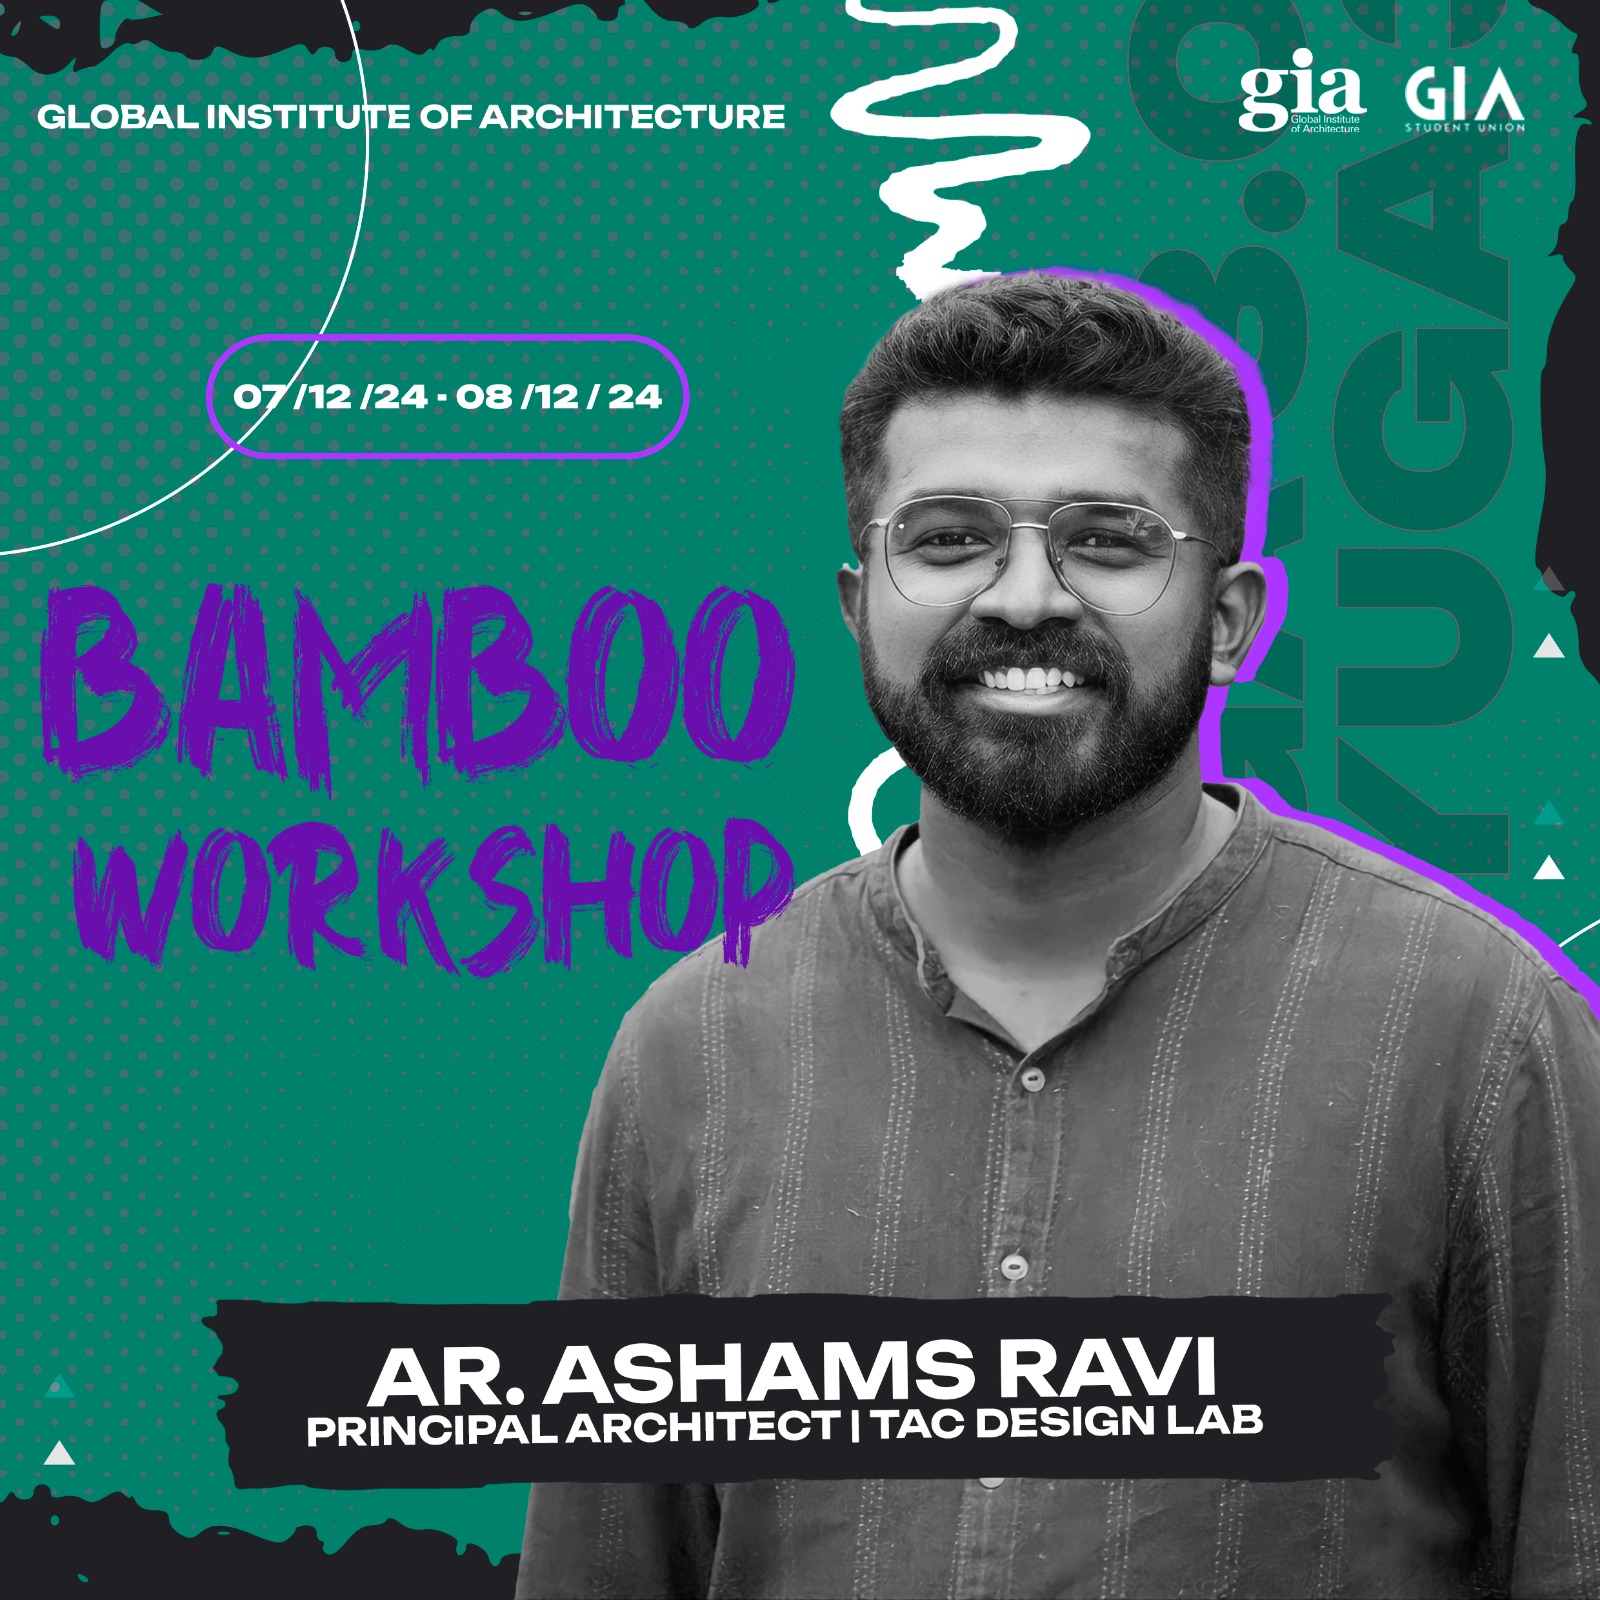 GLOBAL INSTITUTE OF ARCHITECTURE
gia
Global Institute
of Architecture
GIA
STUDENT UNION
07 /12 /24 - 08 /12 / 24
BAMBOO
WORKSHOP
AR. ASHAMS RAVI
PRINCIPAL ARCHITECT | TAC DESIGN LAB